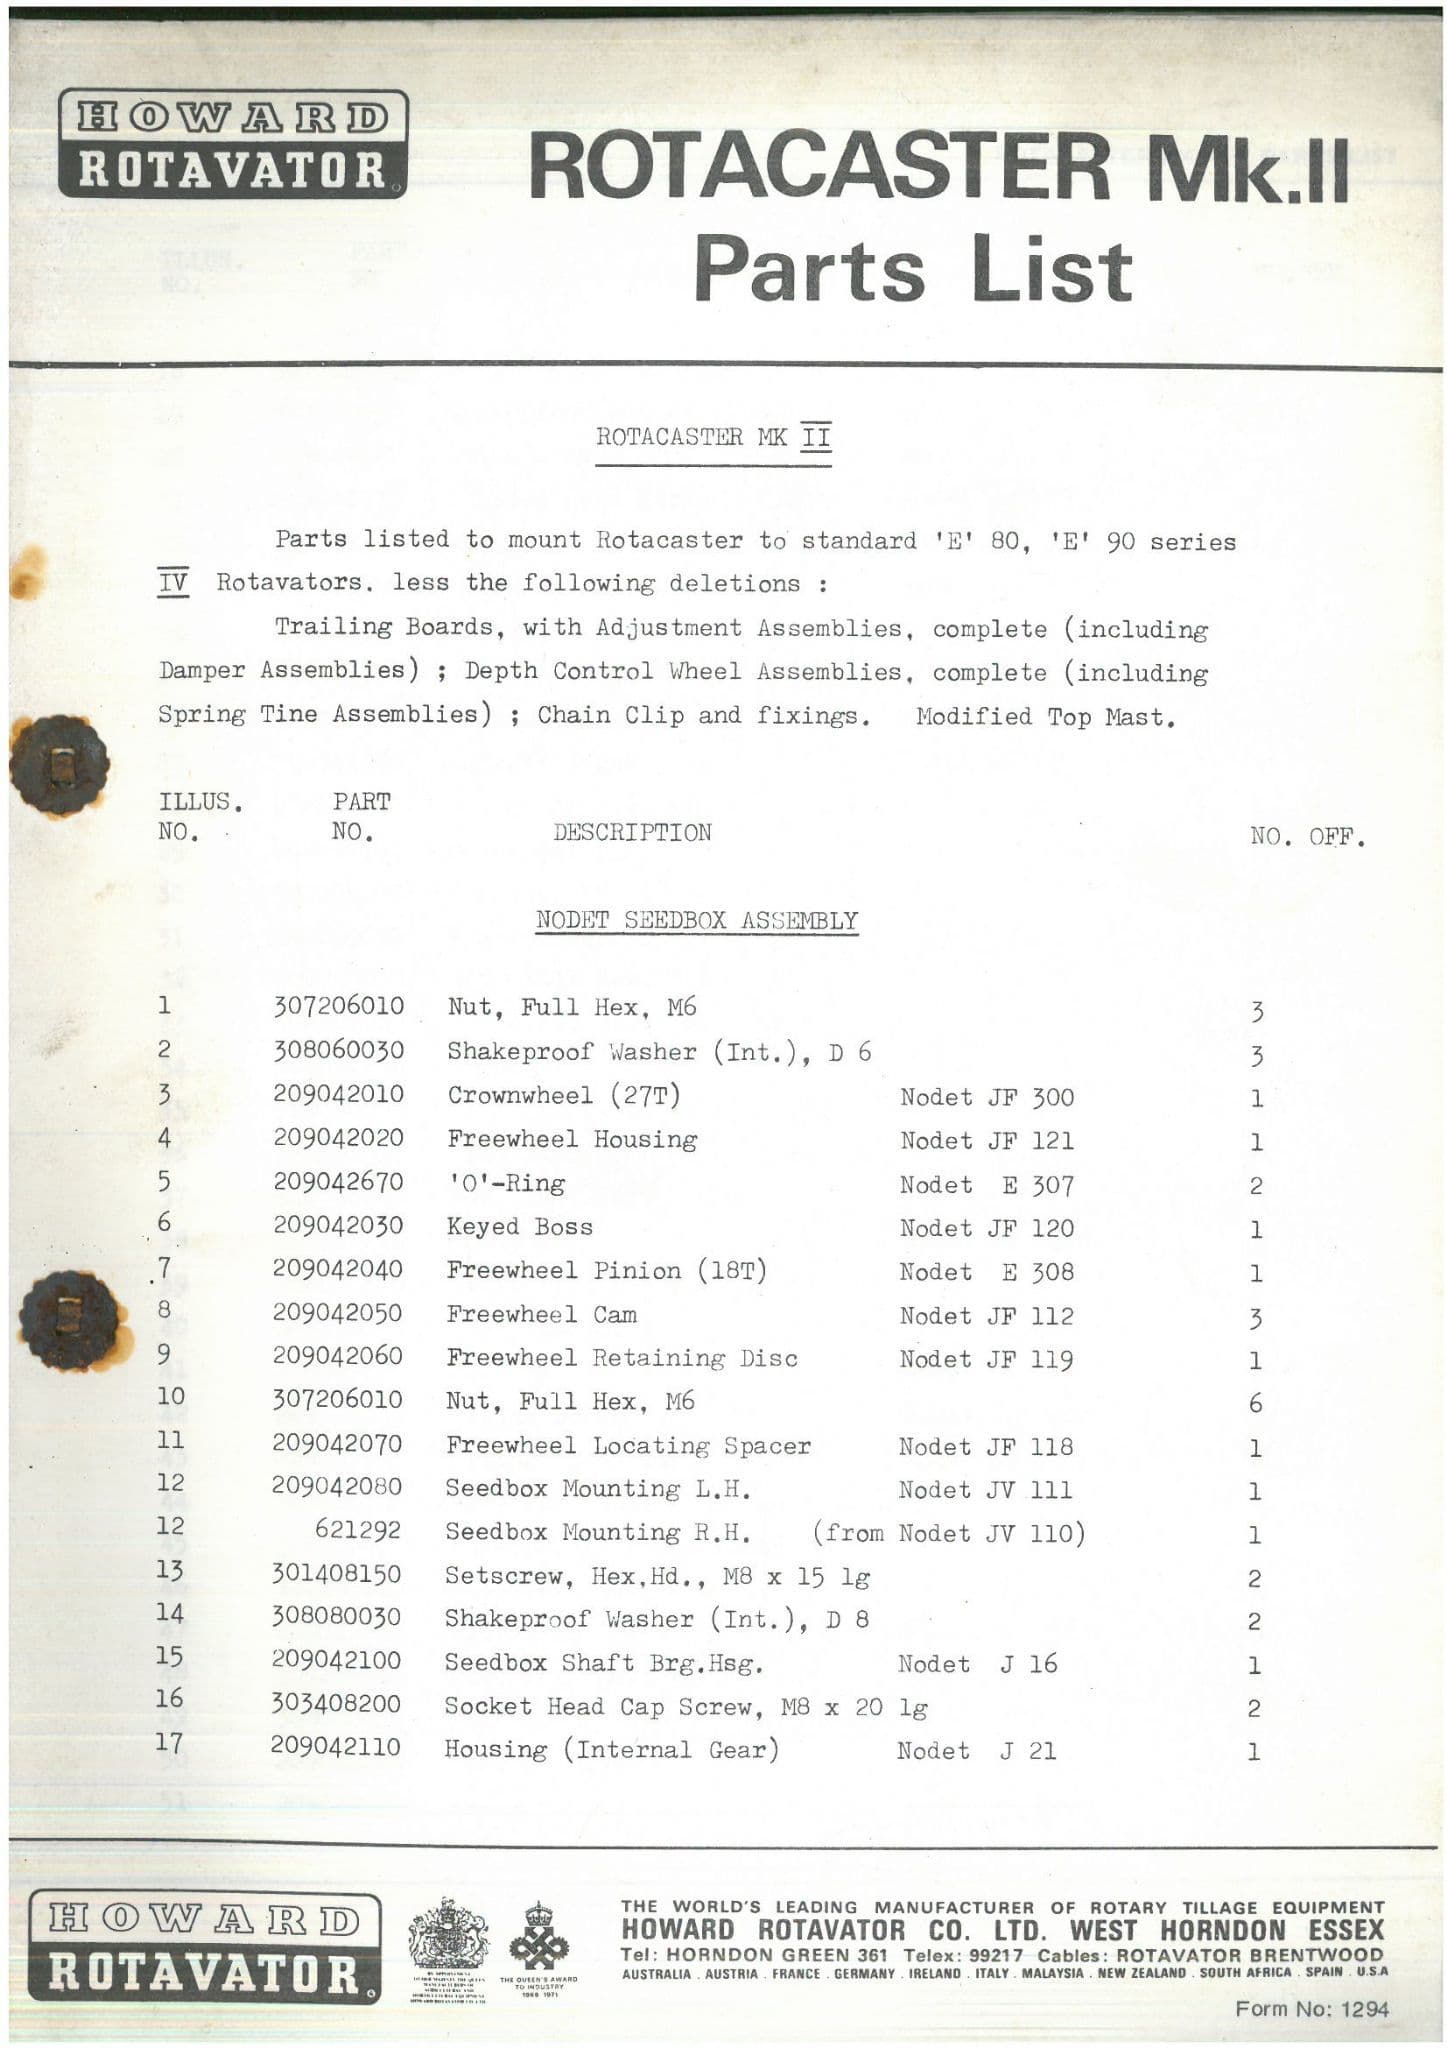 HOWARD
ROTAVATOR
ROTACASTER Mk.II
Parts List
ROTACASTER MK II
Parts listed to mount Rotacaster to standard 'E' 80, 'E' 90 series
IV Rotavators. less the following deletions :
Trailing Boards, with Adjustment Assemblies, complete (including
Damper Assemblies) ; Depth Control Wheel Assemblies, complete (including
Spring Tine Assemblies) ; Chain Clip and fixings. Modified Top Mast.
ILLUS. PART
NO. NO. DESCRIPTION NO. OFF.
NODET SEEDBOX ASSEMBLY
1 307206010 Nut, Full Hex, M6 3
2 308060030 Shakeproof Washer (Int.), D 6 3
3 209042010 Crownwheel (27T) Nodet JF 300 1
4 209042020 Freewheel Housing Nodet JF 121 1
5 209042670 'O'-Ring Nodet E 307 2
6 209042030 Keyed Boss Nodet JF 120 1
7 209042040 Freewheel Pinion (18T) Nodet E 308 1
8 209042050 Freewheel Cam Nodet JF 112 3
9 209042060 Freewheel Retaining Disc Nodet JF 119 1
10 307206010 Nut, Full Hex, M6 6
11 209042070 Freewheel Locating Spacer Nodet JF 118 1
12 209042080 Seedbox Mounting L.H. Nodet JV 111 1
12 621292 Seedbox Mounting R.H. (from Nodet JV 110) 1
13 301408150 Setscrew, Hex,Hd., M8 x 15 lg 2
14 308080030 Shakeproof Washer (Int.), D 8 2
15 209042100 Seedbox Shaft Brg.Hsg. Nodet J 16 1
16 303408200 Socket Head Cap Screw, M8 x 20 lg 2
17 209042110 Housing (Internal Gear) Nodet J 21 1
HOWARD
ROTAVATOR
THE QUEEN'S AWARD
TO INDUSTRY
1966 1971
THE WORLD'S LEADING MANUFACTURER OF ROTARY TILLAGE EQUIPMENT
HOWARD ROTAVATOR CO. LTD. WEST HORNDON ESSEX
Tel: HORNDON GREEN 361 Telex: 99217 Cables: ROTAVATOR BRENTWOOD
AUSTRALIA . AUSTRIA . FRANCE . GERMANY . IRELAND . ITALY . MALAYSIA . NEW ZEALAND . SOUTH AFRICA . SPAIN . U.S.A
Form No: 1294